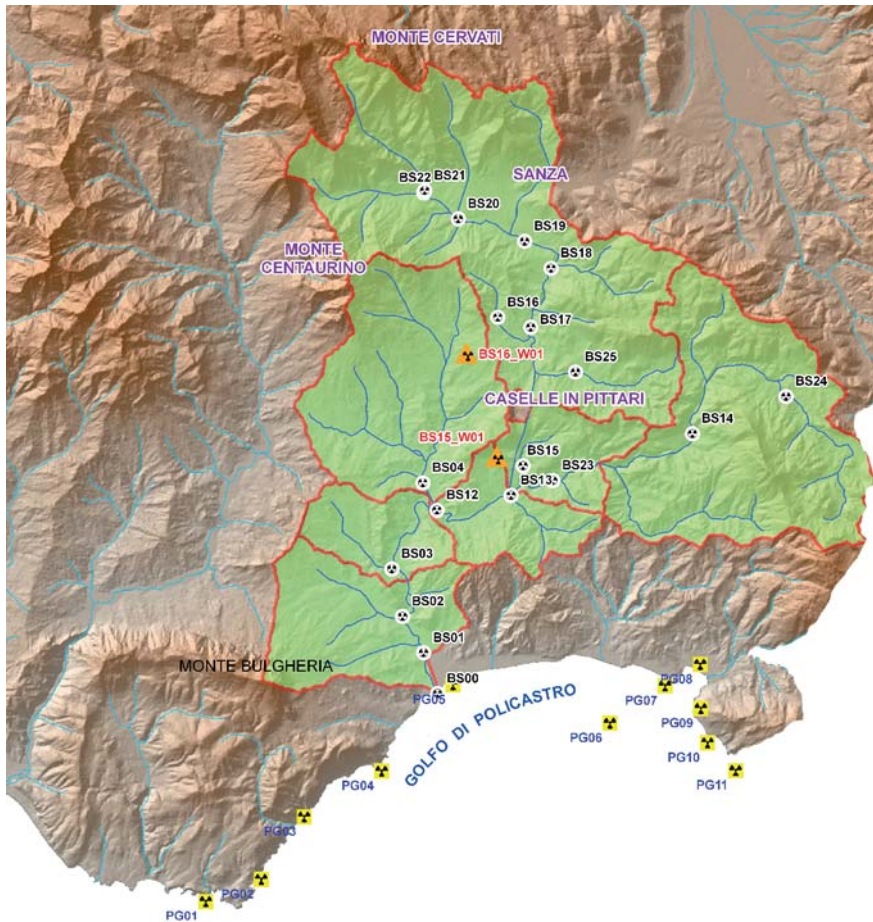 MONTE CERVATI
BS22 BS21
SANZA
BS20
BS19
MONTE
CENTAURINO
BS18
BS16
BS17
BS16_W01
BS25
CASELLE IN PITTARI
BS24
BS14
BS15_W01
BS15
BS23
BS04
BS13
BS12
BS03
BS02
BS01
MONTE BULGHERIA
BS00
PG05
PG08
PG07
GOLFO DI POLICASTRO
PG09
PG06
PG10
PG11
PG04
PG03
PG02
PG01